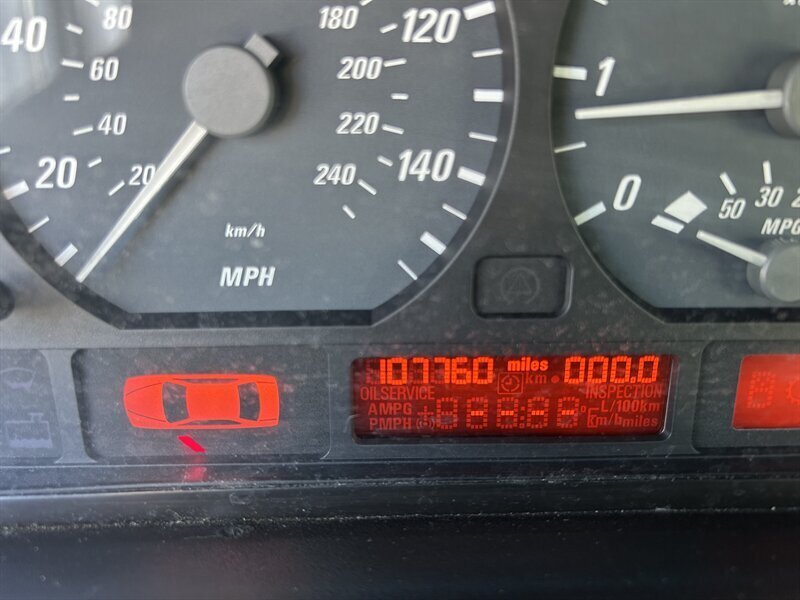 40 80 60 40 20 20 km/h MPH
180 120 200 220 240 140
1 0 50 30 MPG
107760 miles 000.0
km
OILSERVICE INSPECTION
AMPG L/100km
PMPH km/hmiles